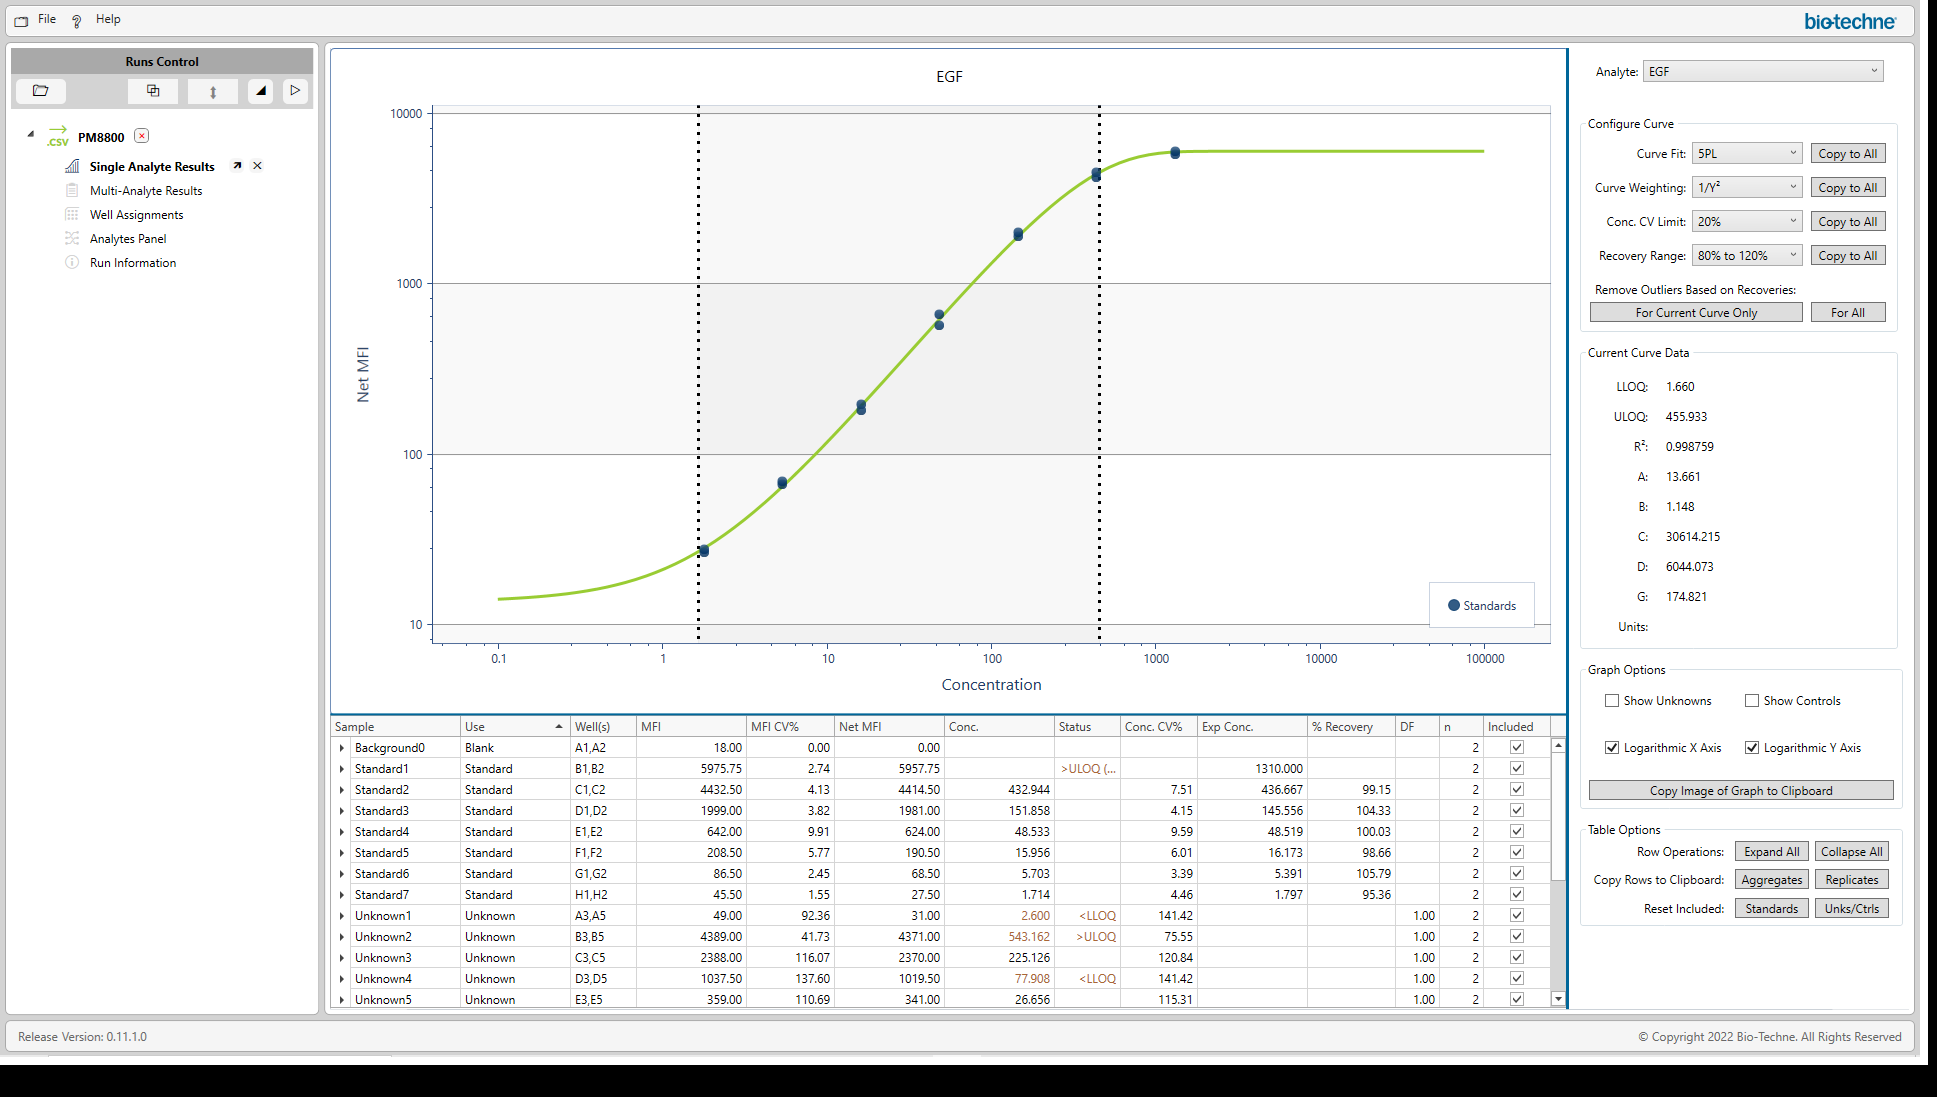 File ? Help
bio-techne
Runs Control
.CSV PM8800
Single Analyte Results
Multi-Analyte Results
Well Assignments
Analytes Panel
Run Information
EGF
Net MFI
10000
1000
100
10
0.1 1 10 100 1000 10000 100000
Concentration
Standards
Sample Use Well(s) MFI MFI CV% Net MFI Conc. Status Conc. CV% Exp Conc. % Recovery DF n Included
Background0 Blank A1,A2 18.00 0.00 0.00 2
Standard1 Standard B1,B2 5975.75 2.74 5957.75 >ULOQ (... 1310.000 2
Standard2 Standard C1,C2 4432.50 4.13 4414.50 432.944 7.51 436.667 99.15 2
Standard3 Standard D1,D2 1999.00 3.82 1981.00 151.858 4.15 145.556 104.33 2
Standard4 Standard E1,E2 642.00 9.91 624.00 48.533 9.59 48.519 100.03 2
Standard5 Standard F1,F2 208.50 5.77 190.50 15.956 6.01 16.173 98.66 2
Standard6 Standard G1,G2 86.50 2.45 68.50 5.703 3.39 5.391 105.79 2
Standard7 Standard H1,H2 45.50 1.55 27.50 1.714 4.46 1.797 95.36 2
Unknown1 Unknown A3,A5 49.00 92.36 31.00 2.600 <LLOQ 141.42 1.00 2
Unknown2 Unknown B3,B5 4389.00 41.73 4371.00 543.162 >ULOQ 75.55 1.00 2
Unknown3 Unknown C3,C5 2388.00 116.07 2370.00 225.126 120.84 1.00 2
Unknown4 Unknown D3,D5 1037.50 137.60 1019.50 77.908 <LLOQ 141.42 1.00 2
Unknown5 Unknown E3,E5 359.00 110.69 341.00 26.656 115.31 1.00 2
Analyte: EGF
Configure Curve
Curve Fit: 5PL Copy to All
Curve Weighting: 1/Y² Copy to All
Conc. CV Limit: 20% Copy to All
Recovery Range: 80% to 120% Copy to All
Remove Outliers Based on Recoveries:
For Current Curve Only For All
Current Curve Data
LLOQ: 1.660
ULOQ: 455.933
R²: 0.998759
A: 13.661
B: 1.148
C: 30614.215
D: 6044.073
G: 174.821
Units:
Graph Options
Show Unknowns Show Controls
Logarithmic X Axis Logarithmic Y Axis
Copy Image of Graph to Clipboard
Table Options
Row Operations: Expand All Collapse All
Copy Rows to Clipboard: Aggregates Replicates
Reset Included: Standards Unks/Ctrls
Release Version: 0.11.1.0
© Copyright 2022 Bio-Techne. All Rights Reserved